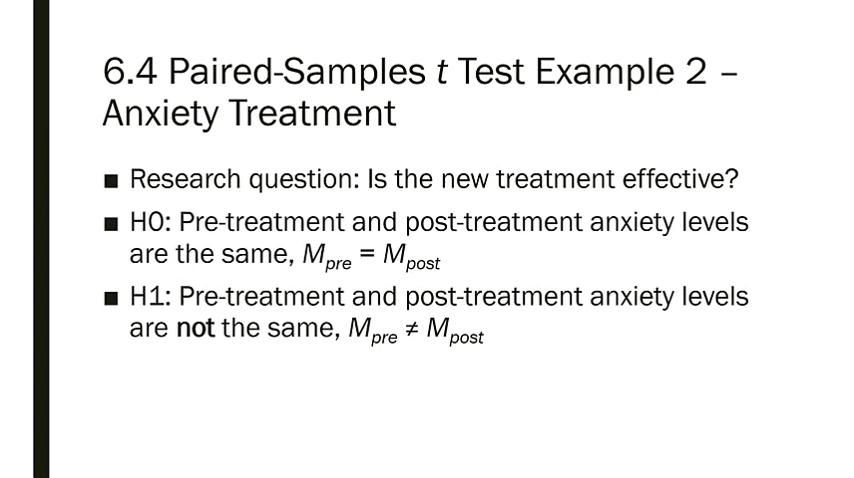 6.4 Paired-Samples t Test Example 2 –
Anxiety Treatment
■ Research question: Is the new treatment effective?
■ H0: Pre-treatment and post-treatment anxiety levels
are the same, Mpre = Mpost
■ H1: Pre-treatment and post-treatment anxiety levels
are not the same, Mpre ≠ Mpost